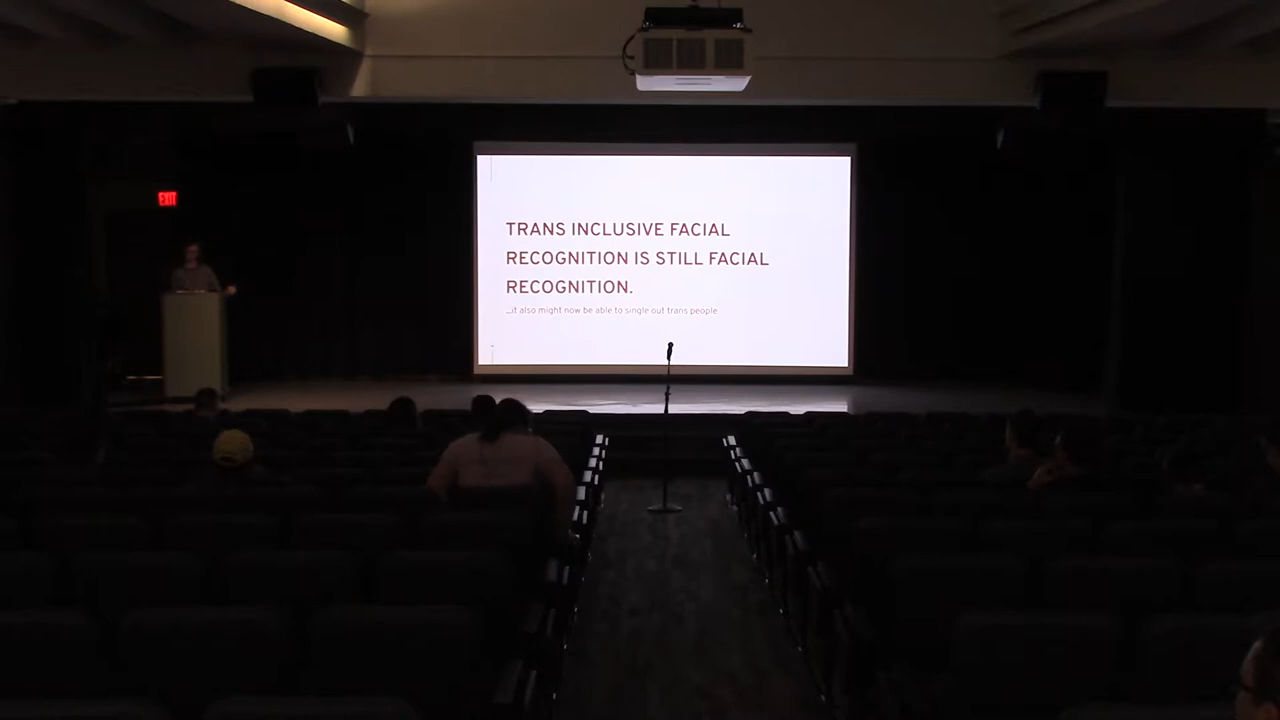 EXIT
TRANS INCLUSIVE FACIAL
RECOGNITION IS STILL FACIAL
RECOGNITION.
...it also might now be able to single out trans people